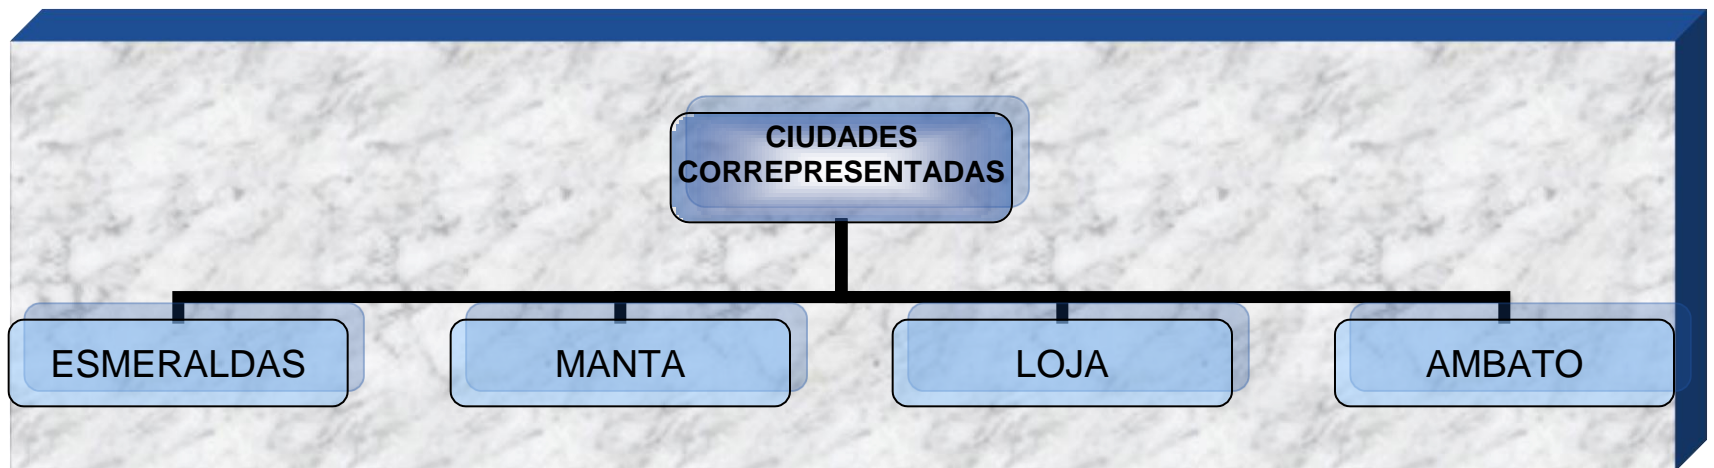 CIUDADES
CORREPRESENTADAS
ESMERALDAS
MANTA
LOJA
AMBATO